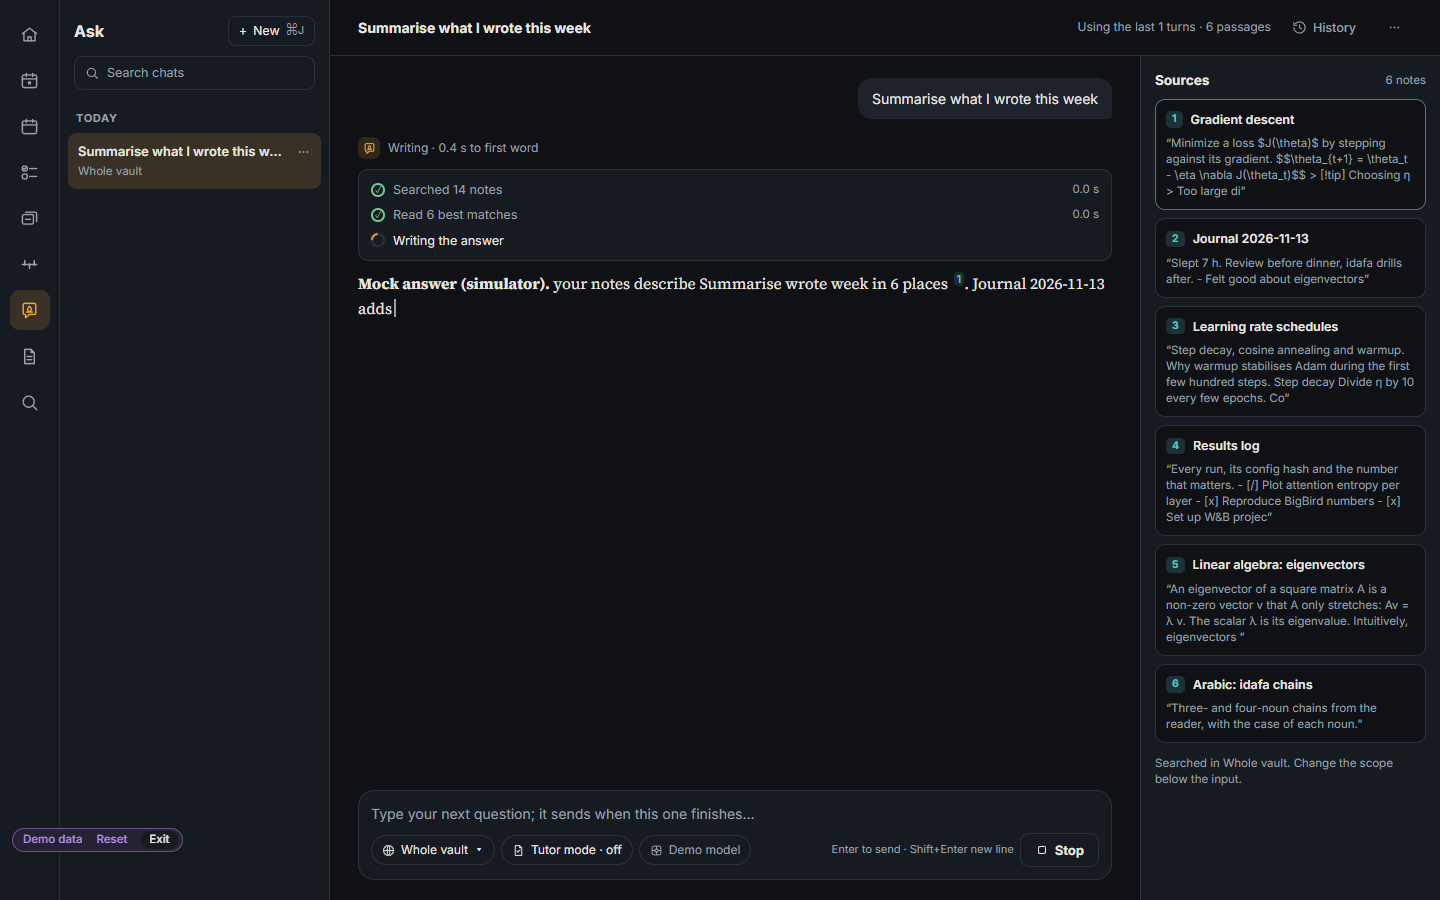 Ask
+ New ⌘J
Search chats
TODAY
Summarise what I wrote this w... ...
Whole vault
Demo data Reset Exit
Summarise what I wrote this week
Using the last 1 turns · 6 passages
History
...
Summarise what I wrote this week
Writing · 0.4 s to first word
Searched 14 notes 0.0 s
Read 6 best matches 0.0 s
Writing the answer
Mock answer (simulator). your notes describe Summarise wrote week in 6 places 1. Journal 2026-11-13
adds
Type your next question; it sends when this one finishes...
Whole vault
Tutor mode · off
Demo model
Enter to send · Shift+Enter new line
Stop
Sources 6 notes
1 Gradient descent
“Minimize a loss $J(\theta)$ by stepping
against its gradient. $$\theta_{t+1} = \theta_t
- \eta \nabla J(\theta_t)$$ > [!tip] Choosing η
> Too large di”
2 Journal 2026-11-13
“Slept 7 h. Review before dinner, idafa drills
after. - Felt good about eigenvectors”
3 Learning rate schedules
“Step decay, cosine annealing and warmup.
Why warmup stabilises Adam during the first
few hundred steps. Step decay Divide η by 10
every few epochs. Co”
4 Results log
“Every run, its config hash and the number
that matters. - [/] Plot attention entropy per
layer - [x] Reproduce BigBird numbers - [x]
Set up W&B projec”
5 Linear algebra: eigenvectors
“An eigenvector of a square matrix A is a
non-zero vector v that A only stretches: Av =
λ v. The scalar λ is its eigenvalue. Intuitively,
eigenvectors ”
6 Arabic: idafa chains
“Three- and four-noun chains from the
reader, with the case of each noun.”
Searched in Whole vault. Change the scope
below the input.